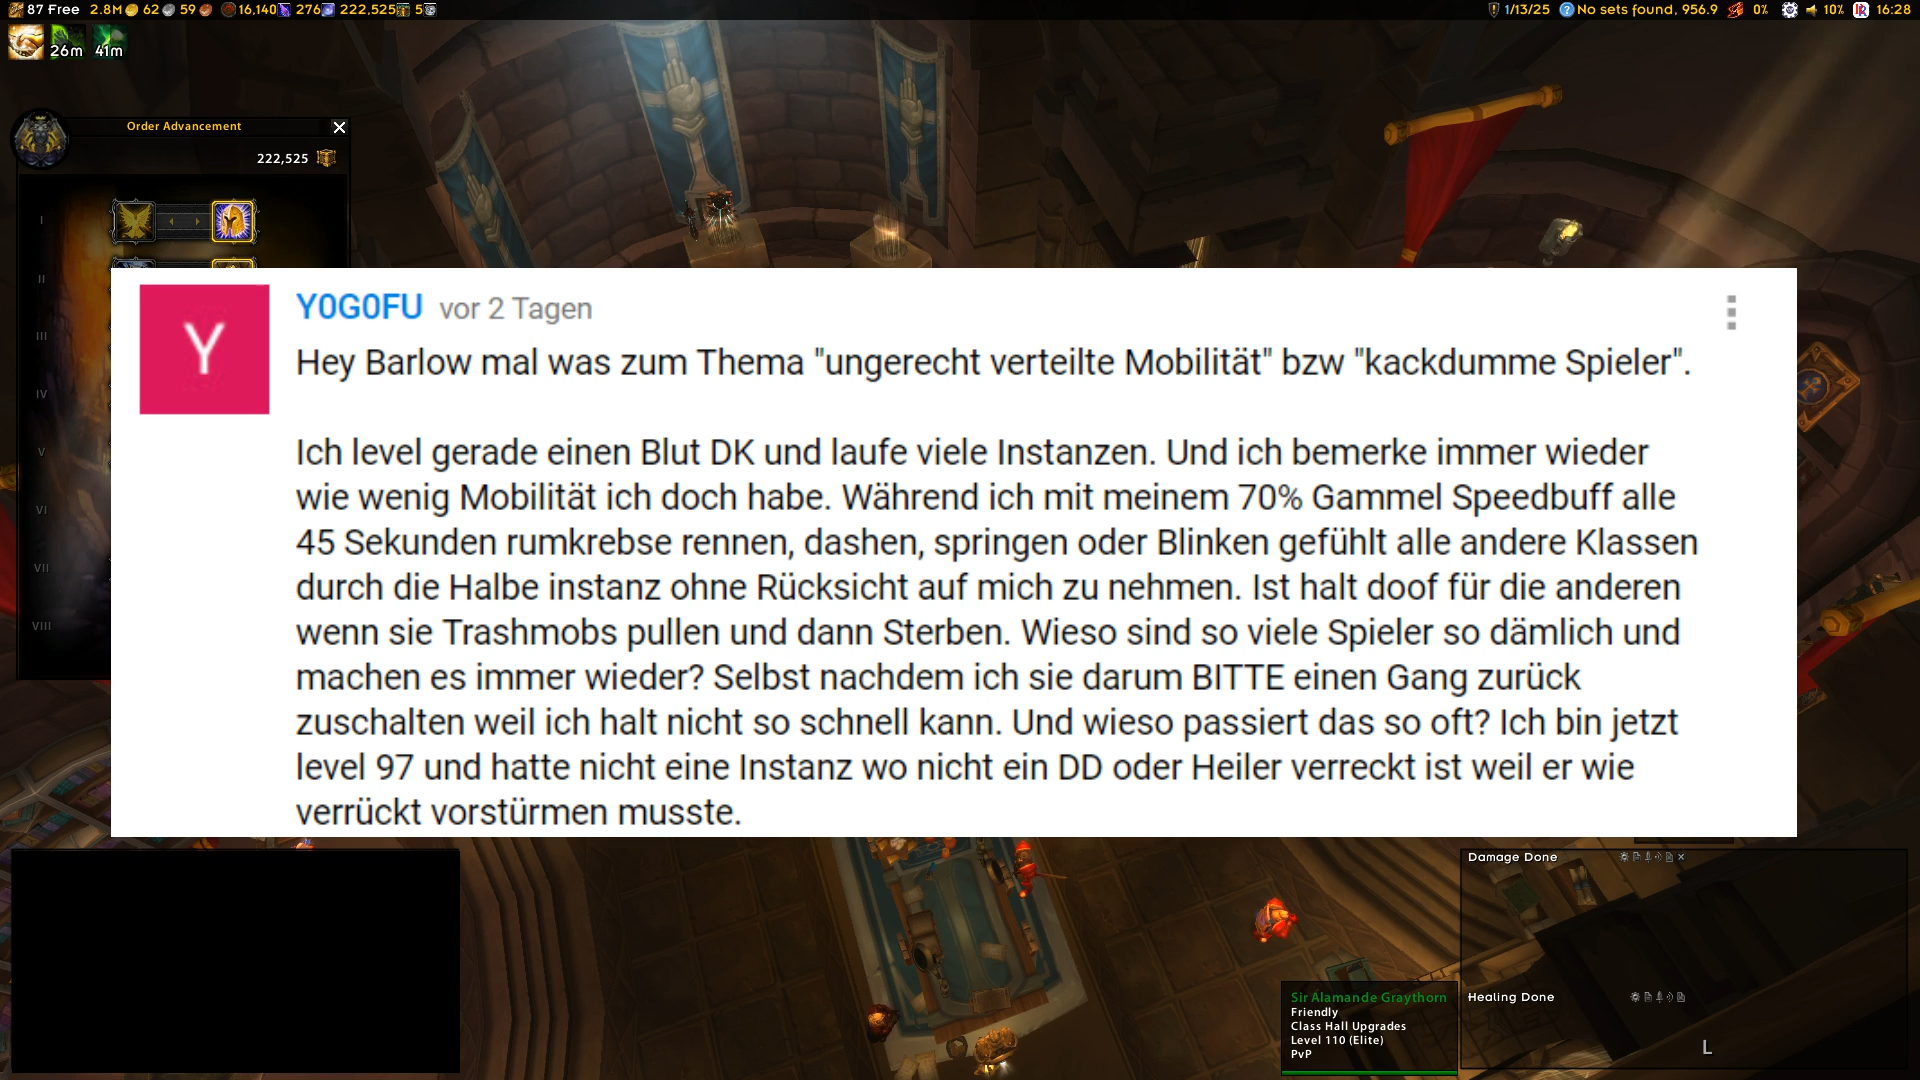 87 Free 2.8M 62 59 16,140 276 222,525 5
1/13/25 No sets found, 956.9 0% 10% 16:28
26m 41m
Order Advancement
222,525
I
II
III
IV
V
VI
VII
VIII
Y
Y0G0FU vor 2 Tagen
Hey Barlow mal was zum Thema "ungerecht verteilte Mobilität" bzw "kackdumme Spieler".
Ich level gerade einen Blut DK und laufe viele Instanzen. Und ich bemerke immer wieder
wie wenig Mobilität ich doch habe. Während ich mit meinem 70% Gammel Speedbuff alle
45 Sekunden rumkrebse rennen, dashen, springen oder Blinken gefühlt alle andere Klassen
durch die Halbe instanz ohne Rücksicht auf mich zu nehmen. Ist halt doof für die anderen
wenn sie Trashmobs pullen und dann Sterben. Wieso sind so viele Spieler so dämlich und
machen es immer wieder? Selbst nachdem ich sie darum BITTE einen Gang zurück
zuschalten weil ich halt nicht so schnell kann. Und wieso passiert das so oft? Ich bin jetzt
level 97 und hatte nicht eine Instanz wo nicht ein DD oder Heiler verreckt ist weil er wie
verrückt vorstürmen musste.
Damage Done
Sir Alamande Graythorn
Friendly
Class Hall Upgrades
Level 110 (Elite)
PvP
Healing Done
L